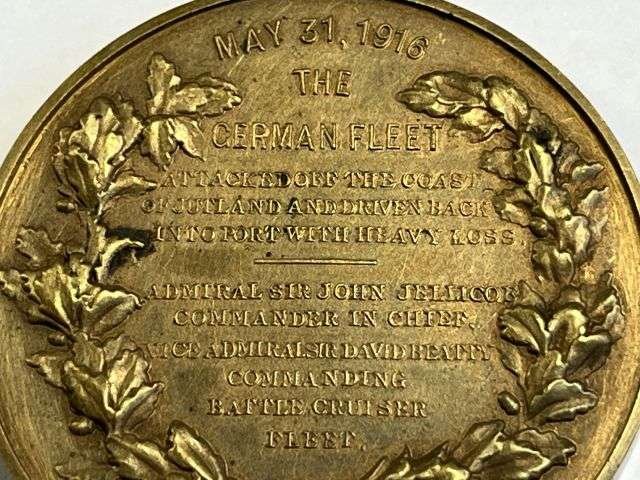 MAY 31, 1916
THE
GERMAN FLEET
ATTACKED OFF THE COAST
OF JUTLAND AND DRIVEN BACK
INTO PORT WITH HEAVY LOSS
ADMIRAL SIR JOHN JELLICOE
COMMANDER IN CHIEF.
VICE ADMIRAL SIR DAVID BEATTY
COMMANDING
BATTLE CRUISER
FLEET.